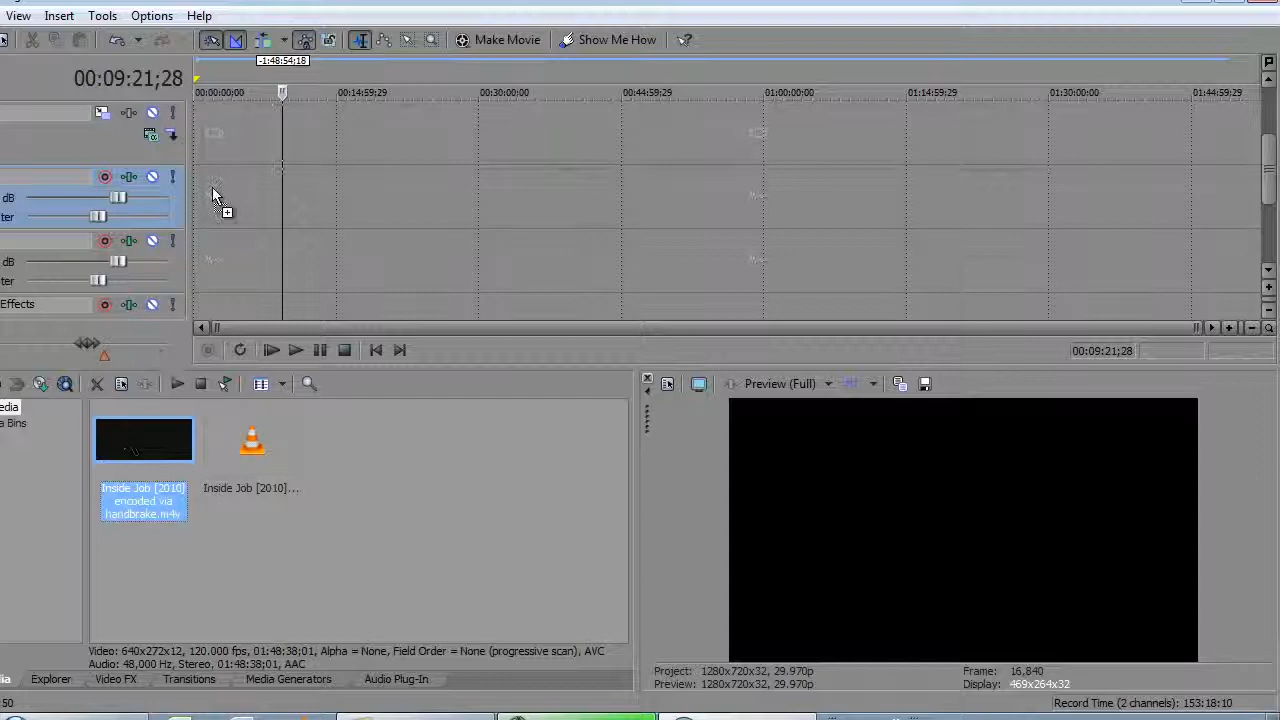 View Insert Tools Options Help
Make Movie Show Me How
-1:48:54:18
00:09:21;28
00:00:00;00 00:14:59;29 00:30:00;00 00:44:59;29 01:00:00;00 01:14:59;29 01:30:00;00 01:44:59;29
dB
ter
dB
ter
Effects
00:09:21;28
edia
a Bins
Preview (Full)
Inside Job [2010] encoded via handbrake.m4v
Inside Job [2010]...
Video: 640x272x12, 120.000 fps, 01:48:38;01, Alpha = None, Field Order = None (progressive scan), AVC
Audio: 48,000 Hz, Stereo, 01:48:38;01, AAC
Project: 1280x720x32, 29.970p
Preview: 1280x720x32, 29.970p
Frame: 16,840
Display: 469x264x32
dia Explorer Video FX Transitions Media Generators Audio Plug-In
50
Record Time (2 channels): 153:18:10